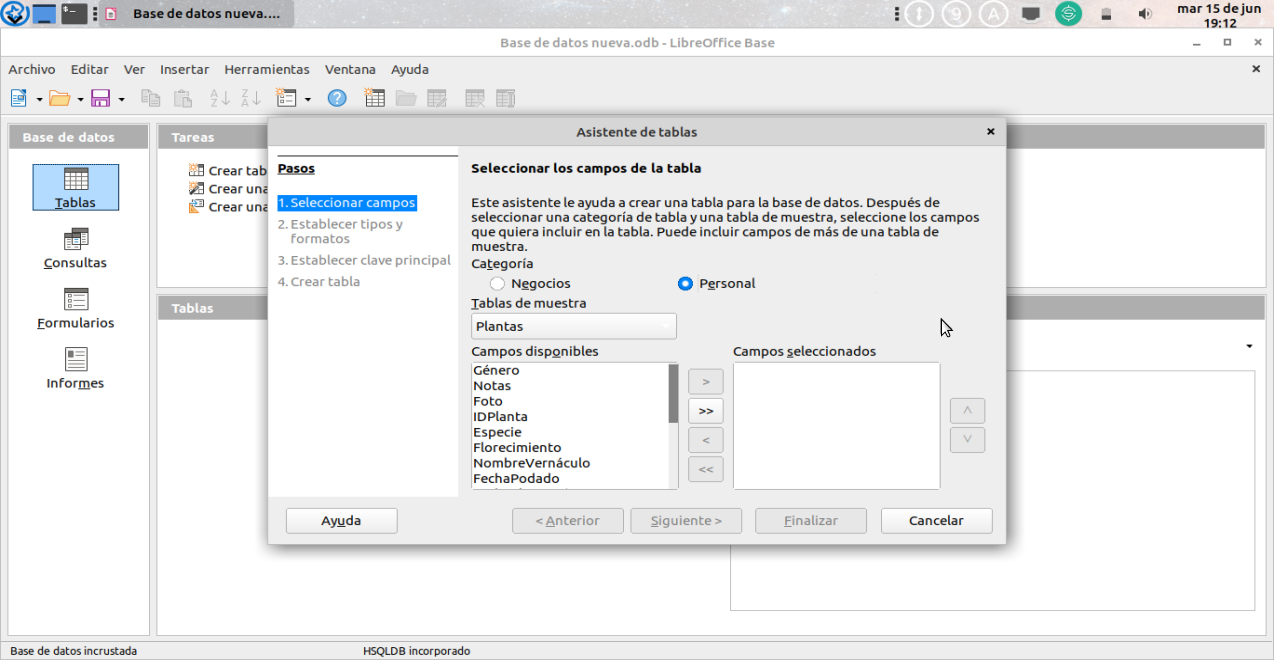 Base de datos nueva....
mar 15 de jun
19:12
Base de datos nueva.odb - LibreOffice Base
Archivo Editar Ver Insertar Herramientas Ventana Ayuda
Base de datos
Tablas
Consultas
Formularios
Informes
Tareas
Crear tab
Crear una
Crear una
Tablas
Asistente de tablas
Pasos
1. Seleccionar campos
2. Establecer tipos y
formatos
3. Establecer clave principal
4. Crear tabla
Seleccionar los campos de la tabla
Este asistente le ayuda a crear una tabla para la base de datos. Después de
seleccionar una categoría de tabla y una tabla de muestra, seleccione los campos
que quiera incluir en la tabla. Puede incluir campos de más de una tabla de
muestra.
Categoría
Negocios Personal
Tablas de muestra
Plantas
Campos disponibles
Género
Notas
Foto
IDPlanta
Especie
Florecimiento
NombreVernáculo
FechaPodado
>
>>
<
<<
Campos seleccionados
Ayuda < Anterior Siguiente > Finalizar Cancelar
Base de datos incrustada HSQLDB incorporado